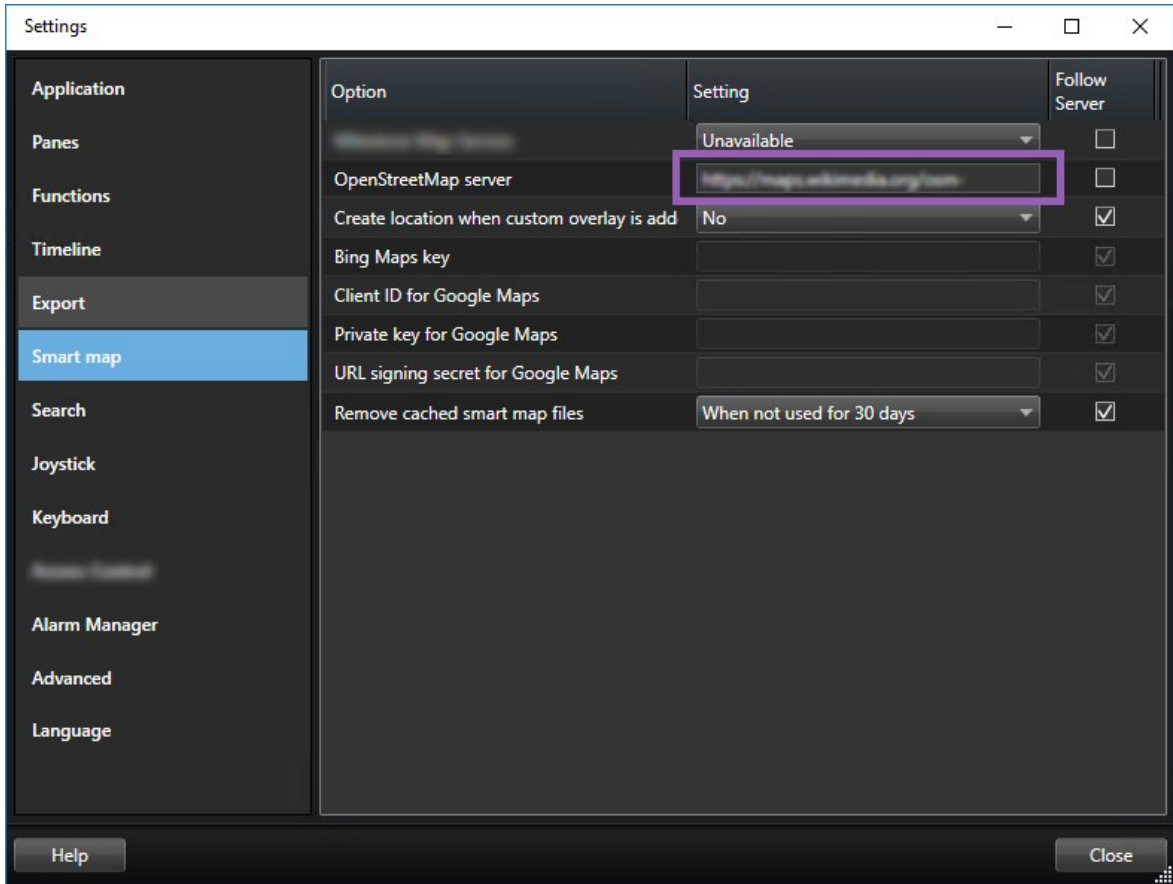 Settings
Application
Panes
Functions
Timeline
Export
Smart map
Search
Joystick
Keyboard
Alarm Manager
Advanced
Language
Option Setting Follow Server
Unavailable
OpenStreetMap server
Create location when custom overlay is add No
Bing Maps key
Client ID for Google Maps
Private key for Google Maps
URL signing secret for Google Maps
Remove cached smart map files When not used for 30 days
Help Close